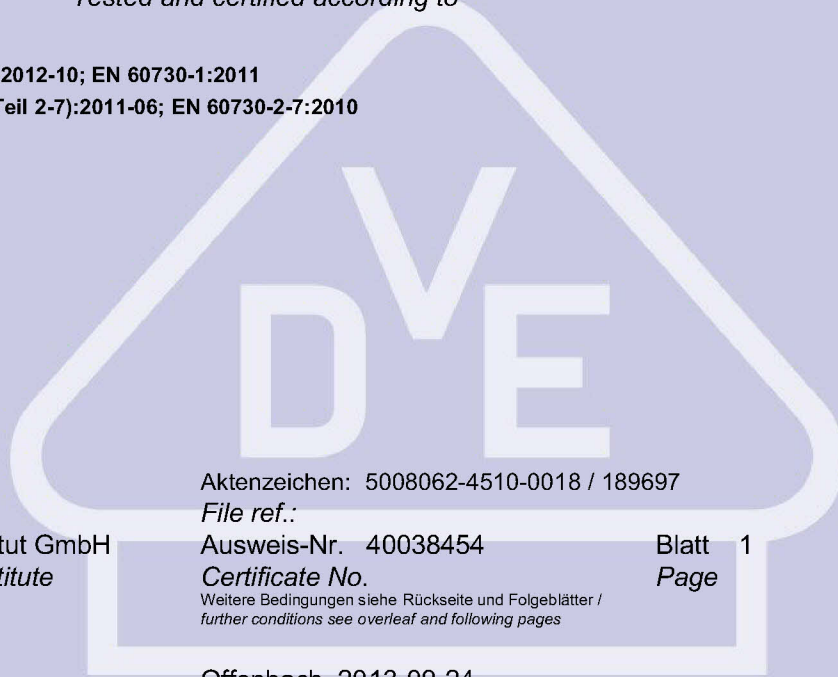 Tested and certified according to
2012-10; EN 60730-1:2011
Teil 2-7):2011-06; EN 60730-2-7:2010
VDE
Aktenzeichen: 5008062-4510-0018 / 189697
File ref.:
tut GmbH Ausweis-Nr. 40038454 Blatt 1
titute Certificate No. Page
Weitere Bedingungen siehe Rückseite und Folgeblätter /
further conditions see overleaf and following pages
Offenbach, 2013-09-24